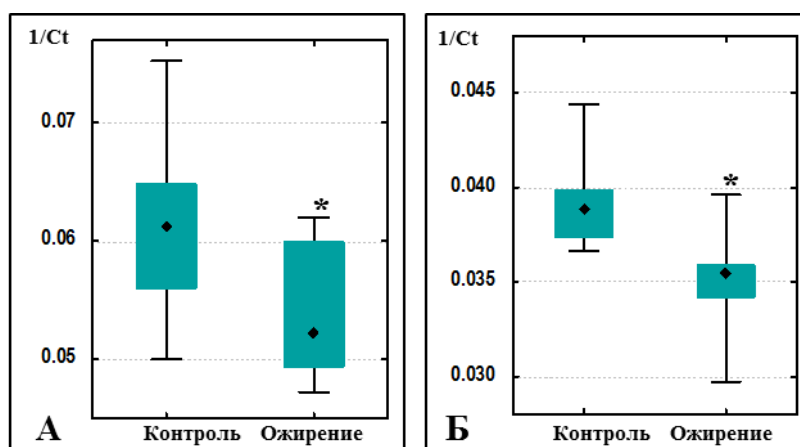 1/Ct
0.07
0.06
0.05
*
А
Контроль Ожирение
1/Ct
0.045
0.040
0.035
0.030
*
Б
Контроль Ожирение